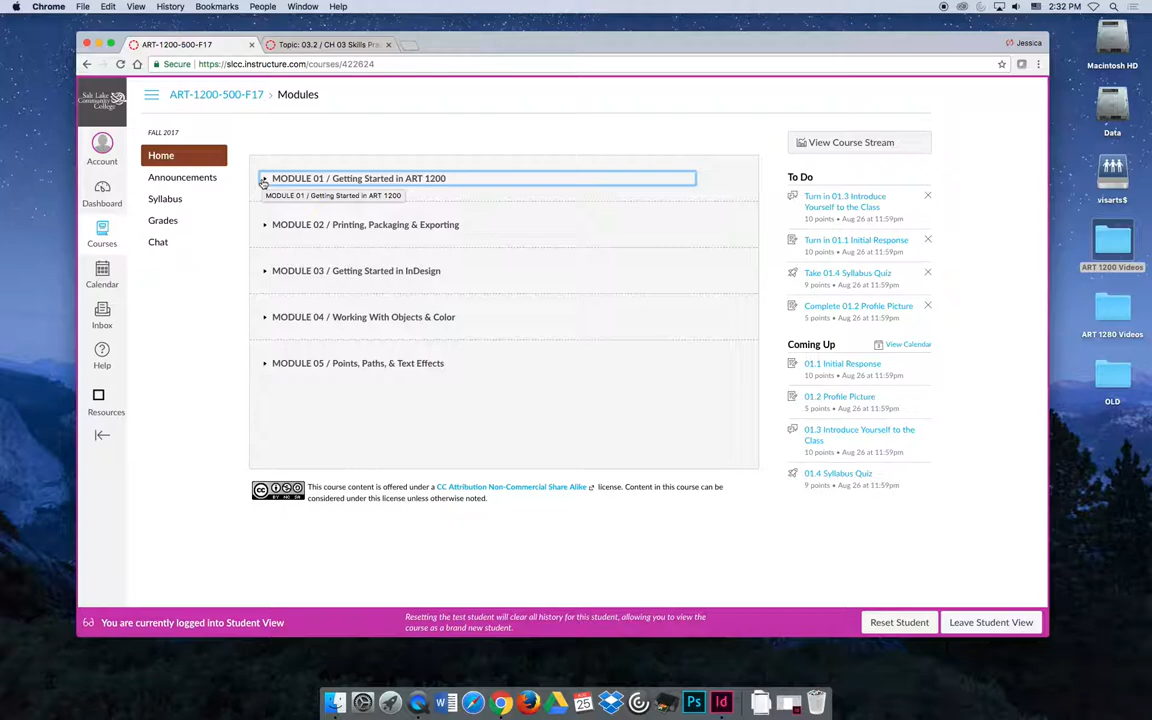 Chrome File Edit View History Bookmarks People Window Help 2:32 PM
ART-1200-500-F17 Topic: 03.2 / CH 03 Skills Jessica
Secure https://slcc.instructure.com/courses/422624
Macintosh HD
Data
visarts$
ART 1200 Videos
ART 1280 Videos
OLD
Salt Lake
Community
College
Account
Dashboard
Courses
Calendar
Inbox
Help
Resources
ART-1200-500-F17 > Modules
FALL 2017
Home
Announcements
Syllabus
Grades
Chat
MODULE 01 / Getting Started in ART 1200
MODULE 01 / Getting Started in ART 1200
MODULE 02 / Printing, Packaging & Exporting
MODULE 03 / Getting Started in InDesign
MODULE 04 / Working With Objects & Color
MODULE 05 / Points, Paths, & Text Effects
This course content is offered under a CC Attribution Non-Commercial Share Alike license. Content in this course can be
considered under this license unless otherwise noted.
View Course Stream
To Do
Turn in 01.3 Introduce
Yourself to the Class
10 points • Aug 26 at 11:59pm
Turn in 01.1 Initial Response
10 points • Aug 26 at 11:59pm
Take 01.4 Syllabus Quiz
9 points • Aug 26 at 11:59pm
Complete 01.2 Profile Picture
5 points • Aug 26 at 11:59pm
Coming Up View Calendar
01.1 Initial Response
10 points • Aug 26 at 11:59pm
01.2 Profile Picture
5 points • Aug 26 at 11:59pm
01.3 Introduce Yourself to the
Class
10 points • Aug 26 at 11:59pm
01.4 Syllabus Quiz
9 points • Aug 26 at 11:59pm
You are currently logged into Student View
Resetting the test student will clear all history for this student, allowing you to view the
course as a brand new student.
Reset Student Leave Student View
AUG
25
Ps Id